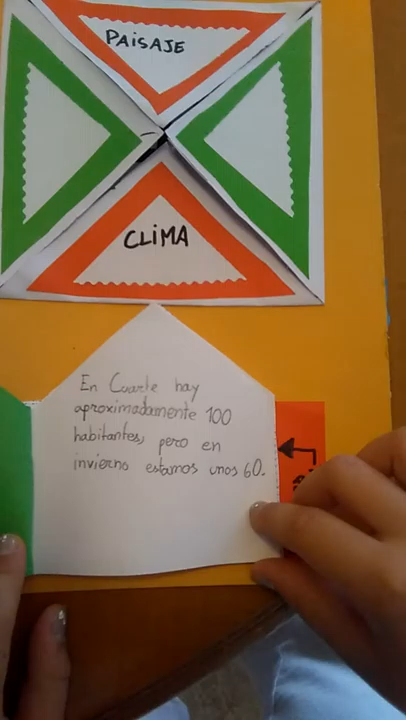 PAiSAJE
CLiMA
En Cuarte hay
aproximadamente 100
habitantes, pero en
invierno estamos unos 60.